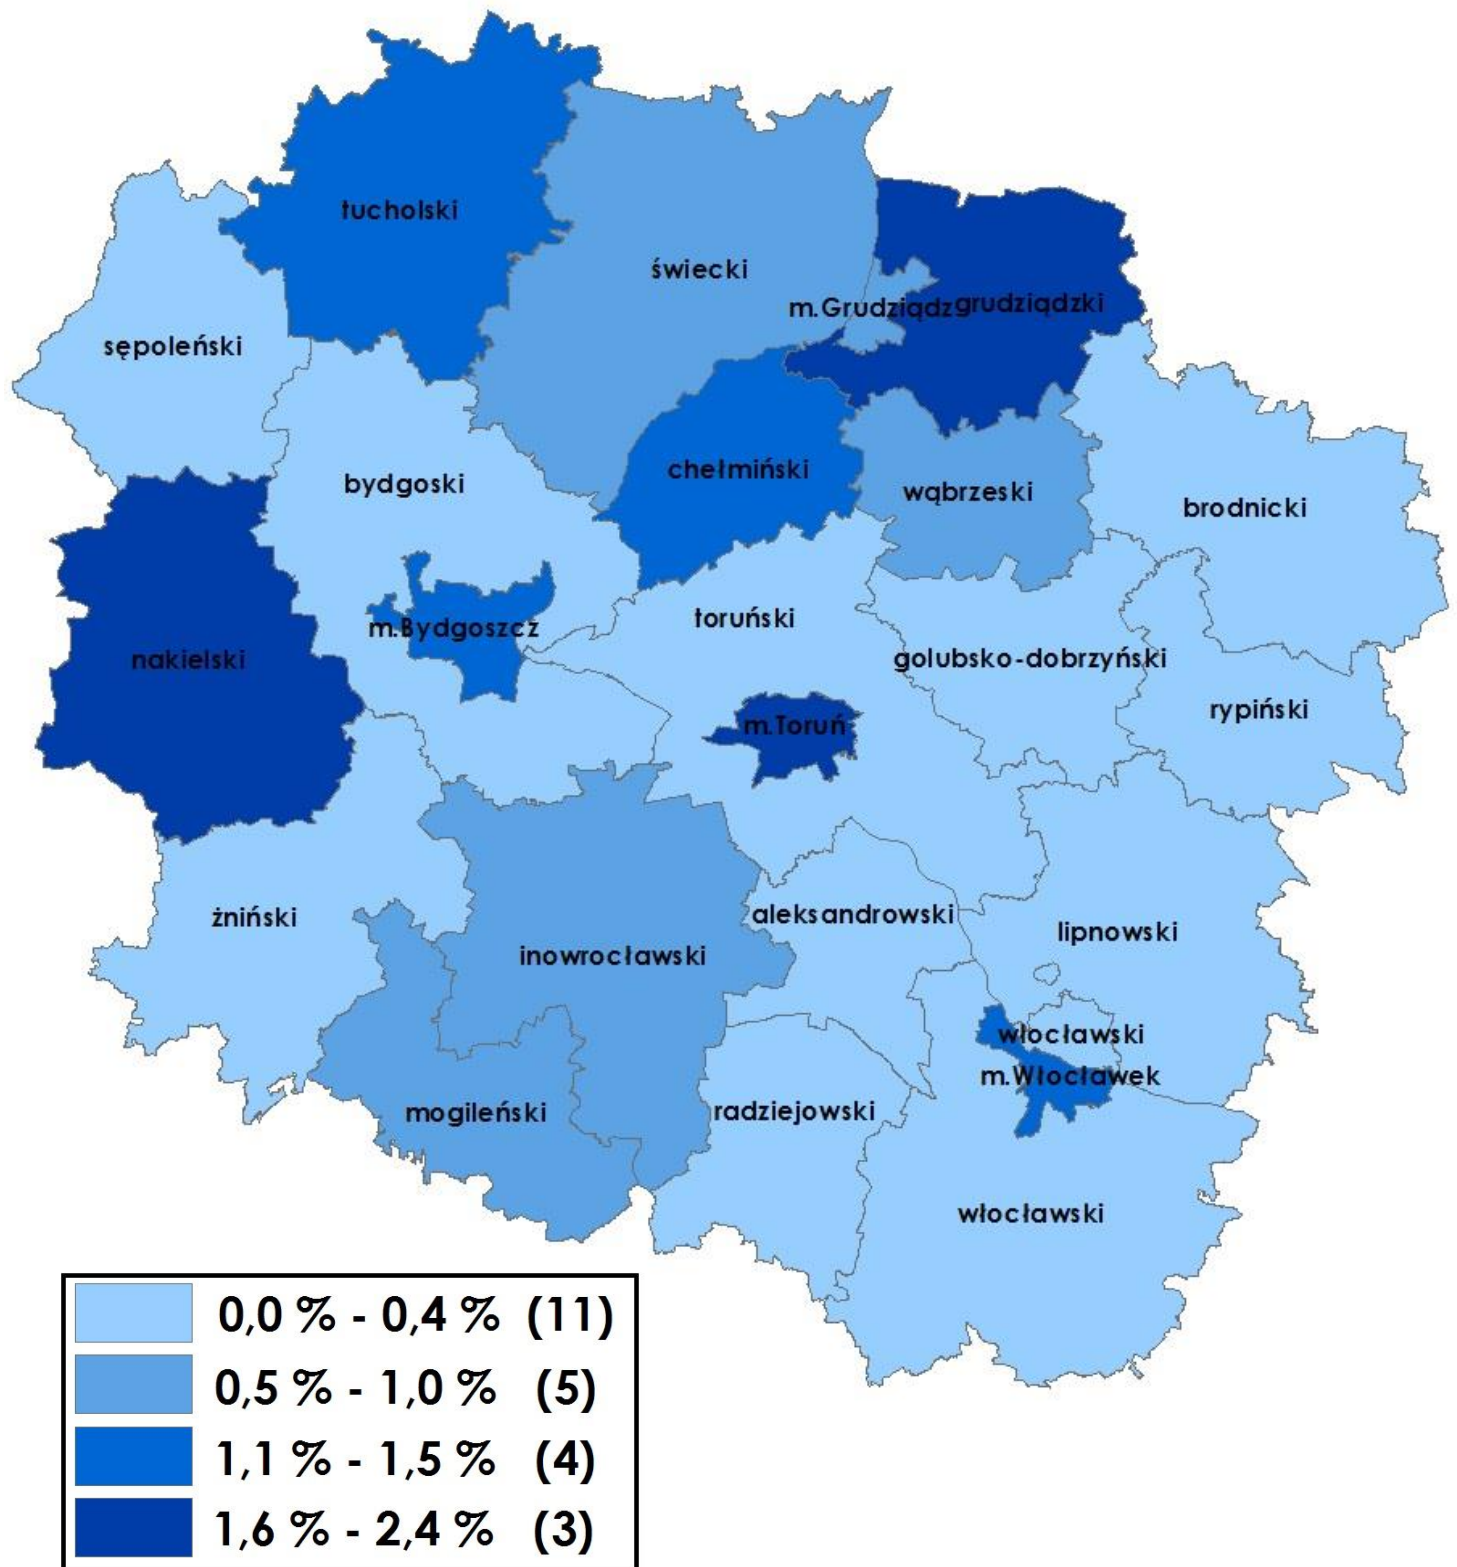 tucholski
świecki
m.Grudziądz
grudziądzki
sępoleński
chełmiński
bydgoski
wąbrzeski
brodnicki
toruński
m.Bydgoszcz
nakielski
golubsko-dobrzyński
rypiński
m.Toruń
żniński
aleksandrowski
lipnowski
inowrocławski
włocławski
m.Włocławek
mogileński
radziejowski
włocławski
0,0 % - 0,4 % (11)
0,5 % - 1,0 % (5)
1,1 % - 1,5 % (4)
1,6 % - 2,4 % (3)